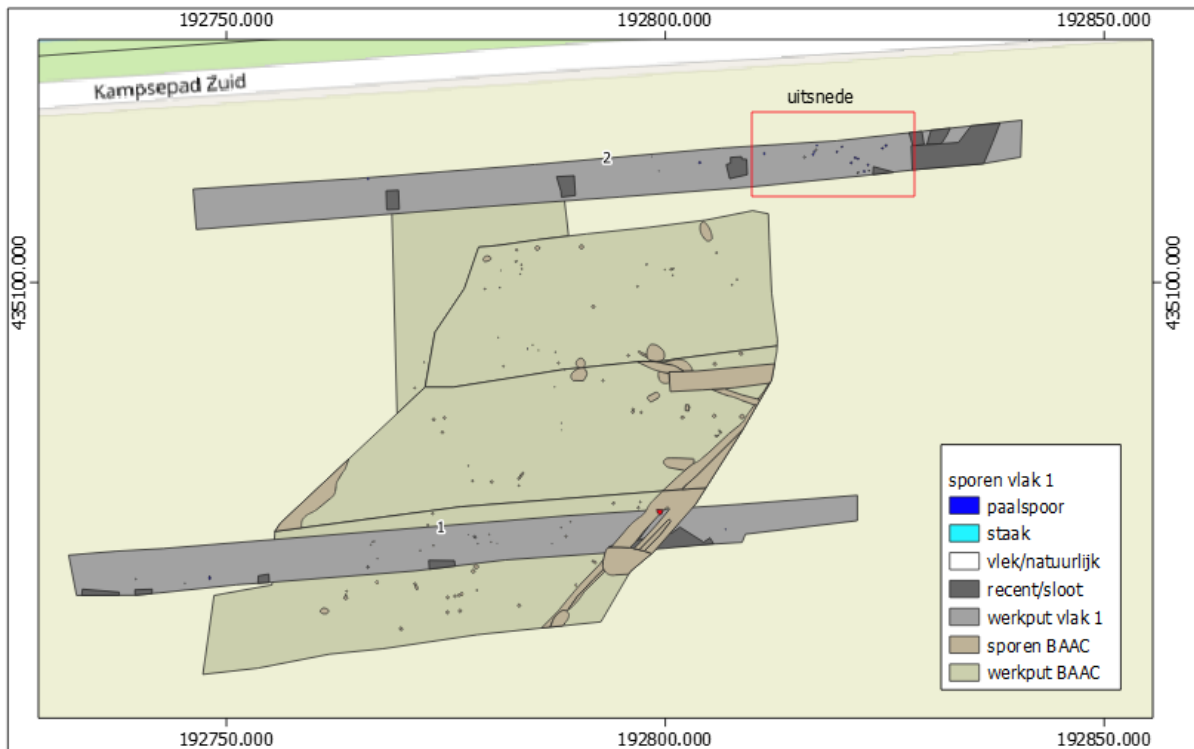 192750.000 192800.000 192850.000
Kampsepad Zuid
uitsnede
2
435100.000 435100.000
1
sporen vlak 1
paalspoor
staak
vlek/natuurlijk
recent/sloot
werkput vlak 1
sporen BAAC
werkput BAAC
192750.000 192800.000 192850.000